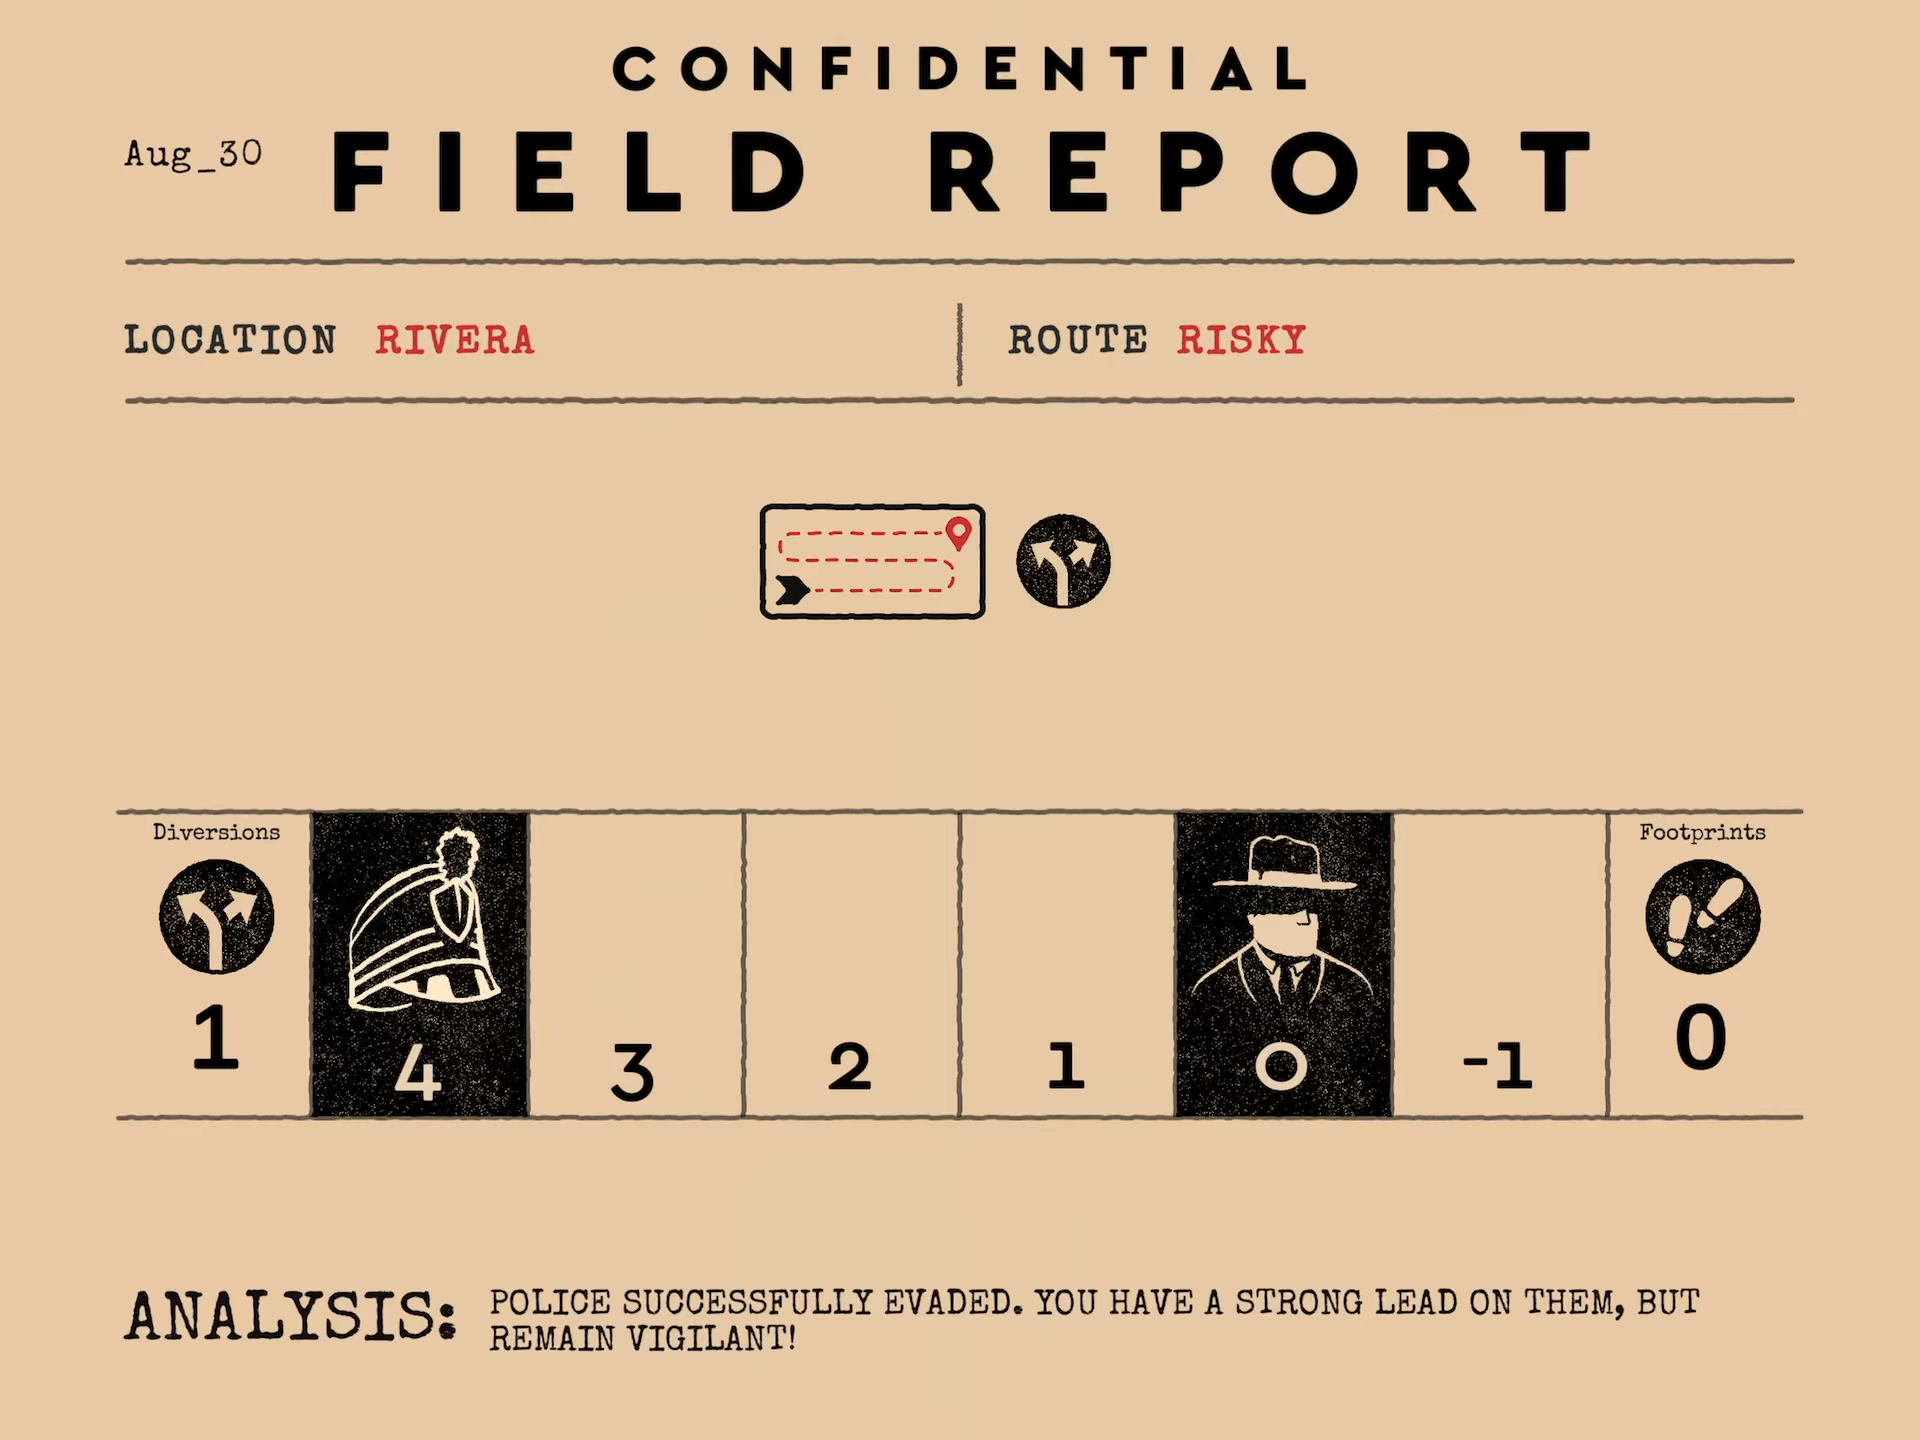 CONFIDENTIAL
Aug_30
FIELD REPORT
LOCATION RIVERA
ROUTE RISKY
Diversions
1
4
3
2
1
0
-1
Footprints
0
ANALYSIS:
POLICE SUCCESSFULLY EVADED. YOU HAVE A STRONG LEAD ON THEM, BUT
REMAIN VIGILANT!